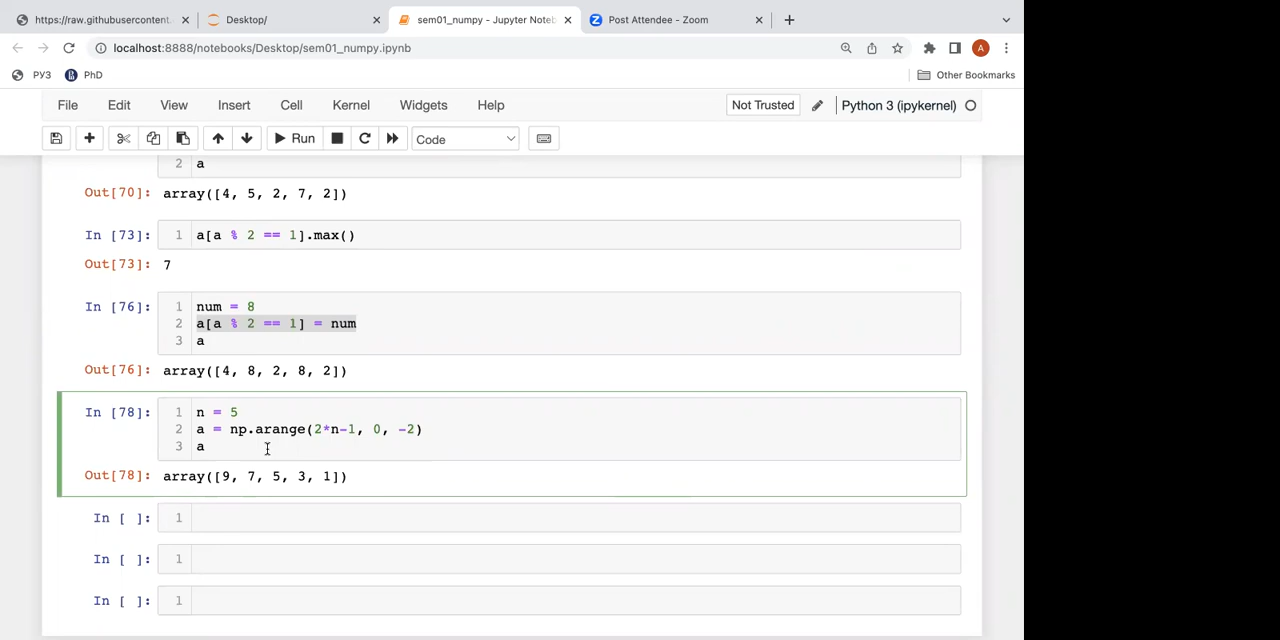 https://raw.githubusercontent.
Desktop/
sem01_numpy - Jupyter Noteb
Post Attendee - Zoom
localhost:8888/notebooks/Desktop/sem01_numpy.ipynb
A
РУЗ
PhD
Other Bookmarks
File Edit View Insert Cell Kernel Widgets Help
Not Trusted
Python 3 (ipykernel)
Run
Code
2 a
Out[70]: array([4, 5, 2, 7, 2])
In [73]: 1 a[a % 2 == 1].max()
Out[73]: 7
In [76]: 1 num = 8
2 a[a % 2 == 1] = num
3 a
Out[76]: array([4, 8, 2, 8, 2])
In [78]: 1 n = 5
2 a = np.arange(2*n-1, 0, -2)
3 a
Out[78]: array([9, 7, 5, 3, 1])
In [ ]: 1
In [ ]: 1
In [ ]: 1